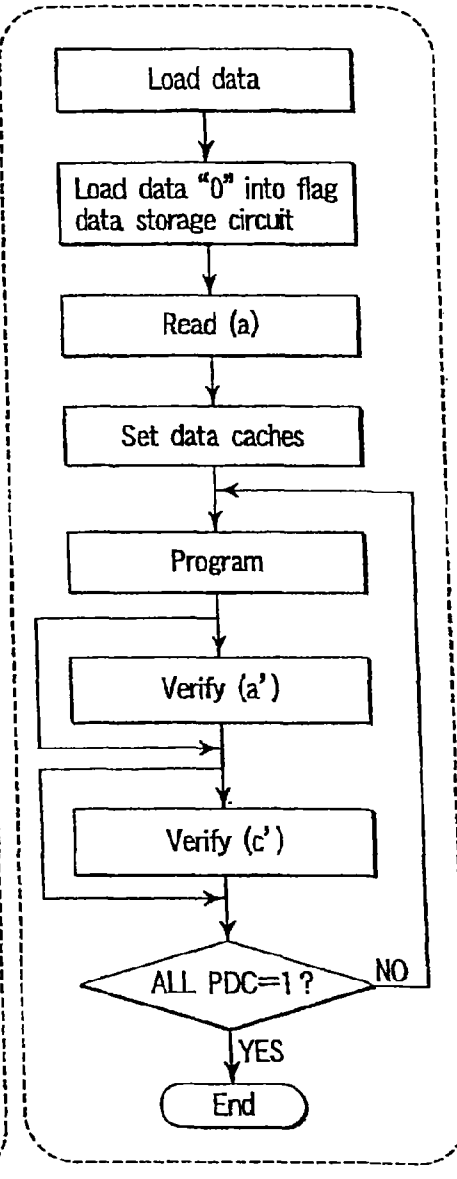 Load data
Load data “0” into flag
data storage circuit
Read (a)
Set data caches
Program
Verify (a’)
Verify (c’)
ALL PDC=1?
NO
YES
End